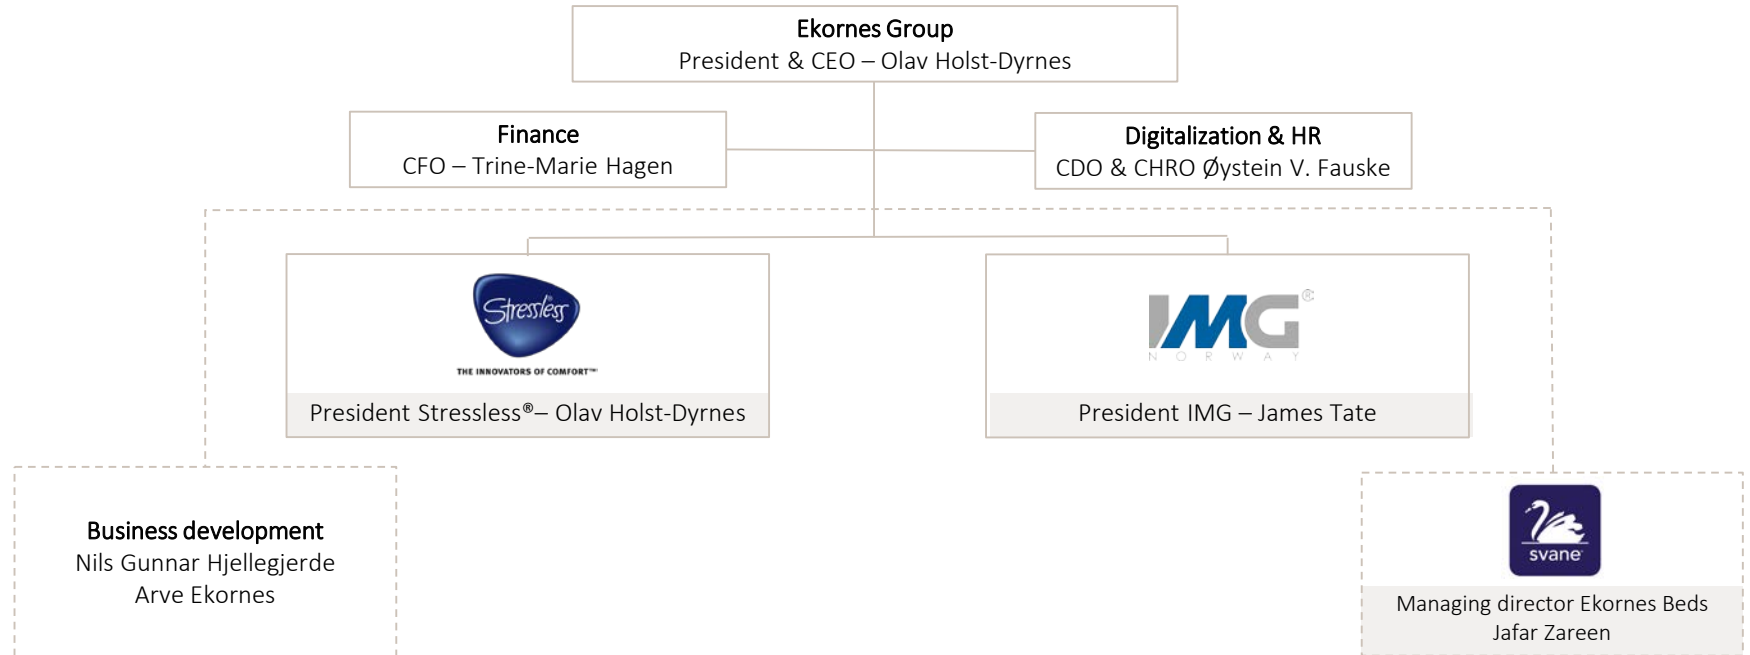 Ekornes Group
President & CEO – Olav Holst-Dyrnes
Finance
CFO – Trine-Marie Hagen
Digitalization & HR
CDO & CHRO Øystein V. Fauske
Stressless
THE INNOVATORS OF COMFORT™
President Stressless®– Olav Holst-Dyrnes
IMG®
NORWAY
President IMG – James Tate
Business development
Nils Gunnar Hjellegjerde
Arve Ekornes
svane
Managing director Ekornes Beds
Jafar Zareen